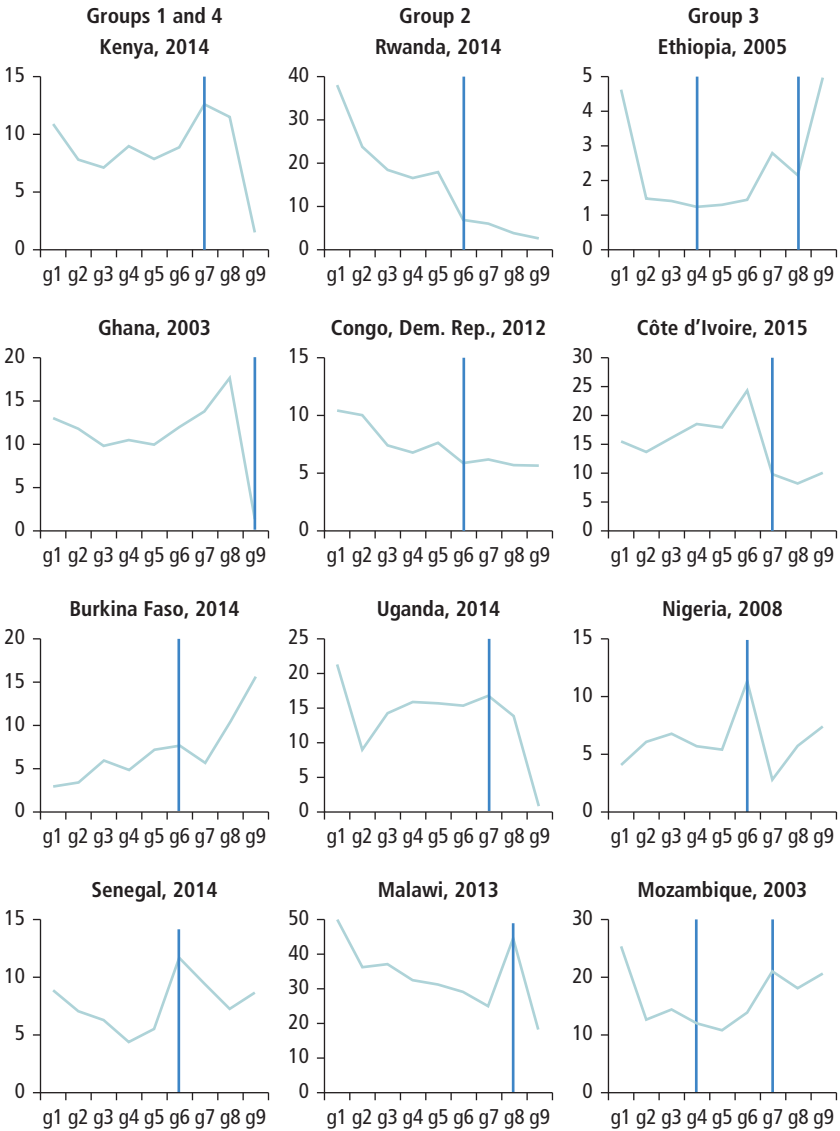 Groups 1 and 4
Group 2
Group 3
Kenya, 2014
Rwanda, 2014
Ethiopia, 2005
15
10
5
0
g1 g2 g3 g4 g5 g6 g7 g8 g9
40
30
20
10
0
g1 g2 g3 g4 g5 g6 g7 g8 g9
5
4
3
2
1
0
g1 g2 g3 g4 g5 g6 g7 g8 g9
Ghana, 2003
Congo, Dem. Rep., 2012
Côte d’Ivoire, 2015
20
15
10
5
0
g1 g2 g3 g4 g5 g6 g7 g8 g9
15
10
5
0
g1 g2 g3 g4 g5 g6 g7 g8 g9
30
25
20
15
10
5
0
g1 g2 g3 g4 g5 g6 g7 g8 g9
Burkina Faso, 2014
Uganda, 2014
Nigeria, 2008
20
15
10
5
0
g1 g2 g3 g4 g5 g6 g7 g8 g9
25
20
15
10
5
0
g1 g2 g3 g4 g5 g6 g7 g8 g9
15
10
5
0
g1 g2 g3 g4 g5 g6 g7 g8 g9
Senegal, 2014
Malawi, 2013
Mozambique, 2003
15
10
5
0
g1 g2 g3 g4 g5 g6 g7 g8 g9
50
40
30
20
10
0
g1 g2 g3 g4 g5 g6 g7 g8 g9
30
20
10
0
g1 g2 g3 g4 g5 g6 g7 g8 g9